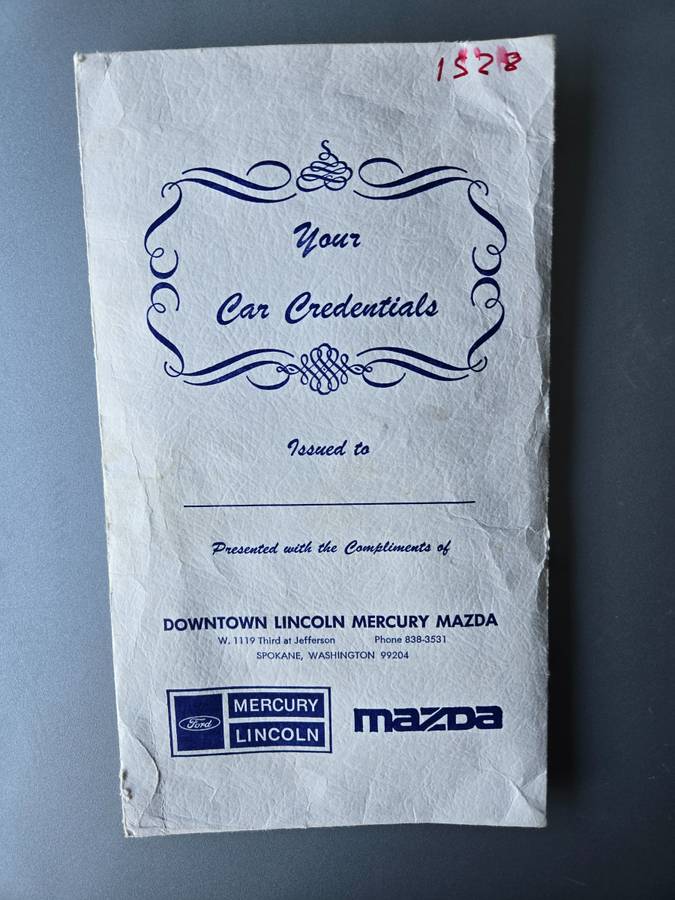 1528
Your
Car Credentials
Issued to
Presented with the Compliments of
DOWNTOWN LINCOLN MERCURY MAZDA
W. 1119 Third at Jefferson Phone 838-3531
SPOKANE, WASHINGTON 99204
Ford
MERCURY
LINCOLN
mazDa